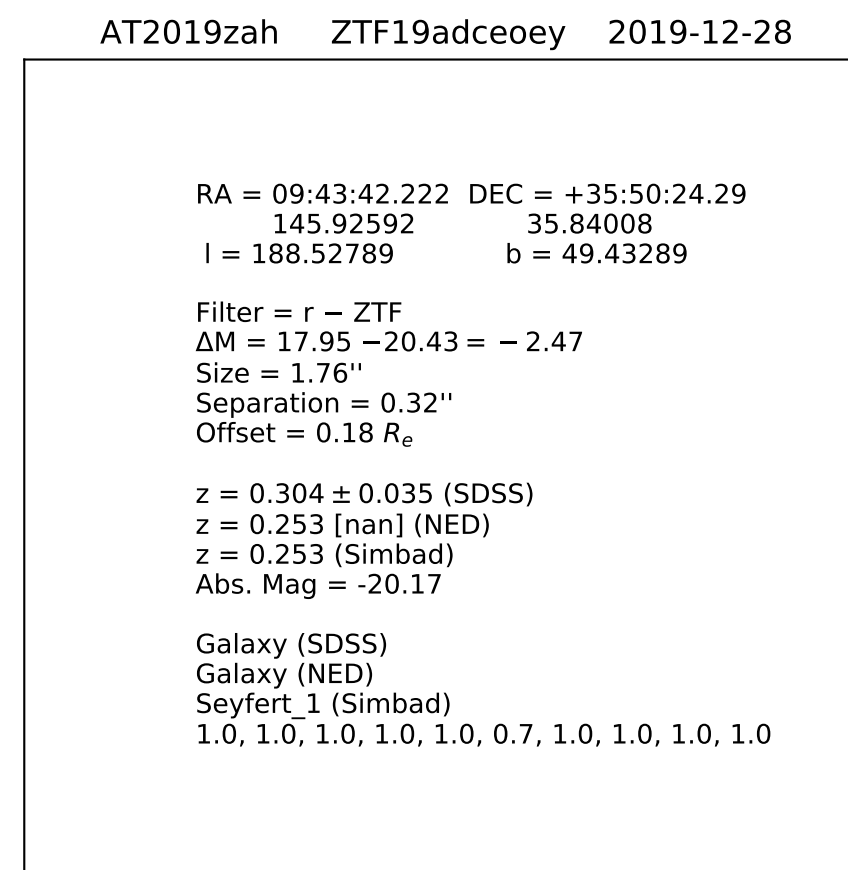 AT2019zah ZTF19adceoey 2019-12-28
RA = 09:43:42.222 DEC = +35:50:24.29
145.92592 35.84008
l = 188.52789 b = 49.43289
Filter = r − ZTF
ΔM = 17.95 −20.43 = − 2.47
Size = 1.76''
Separation = 0.32''
Offset = 0.18 Rₑ
z = 0.304 ± 0.035 (SDSS)
z = 0.253 [nan] (NED)
z = 0.253 (Simbad)
Abs. Mag = -20.17
Galaxy (SDSS)
Galaxy (NED)
Seyfert_1 (Simbad)
1.0, 1.0, 1.0, 1.0, 1.0, 0.7, 1.0, 1.0, 1.0, 1.0